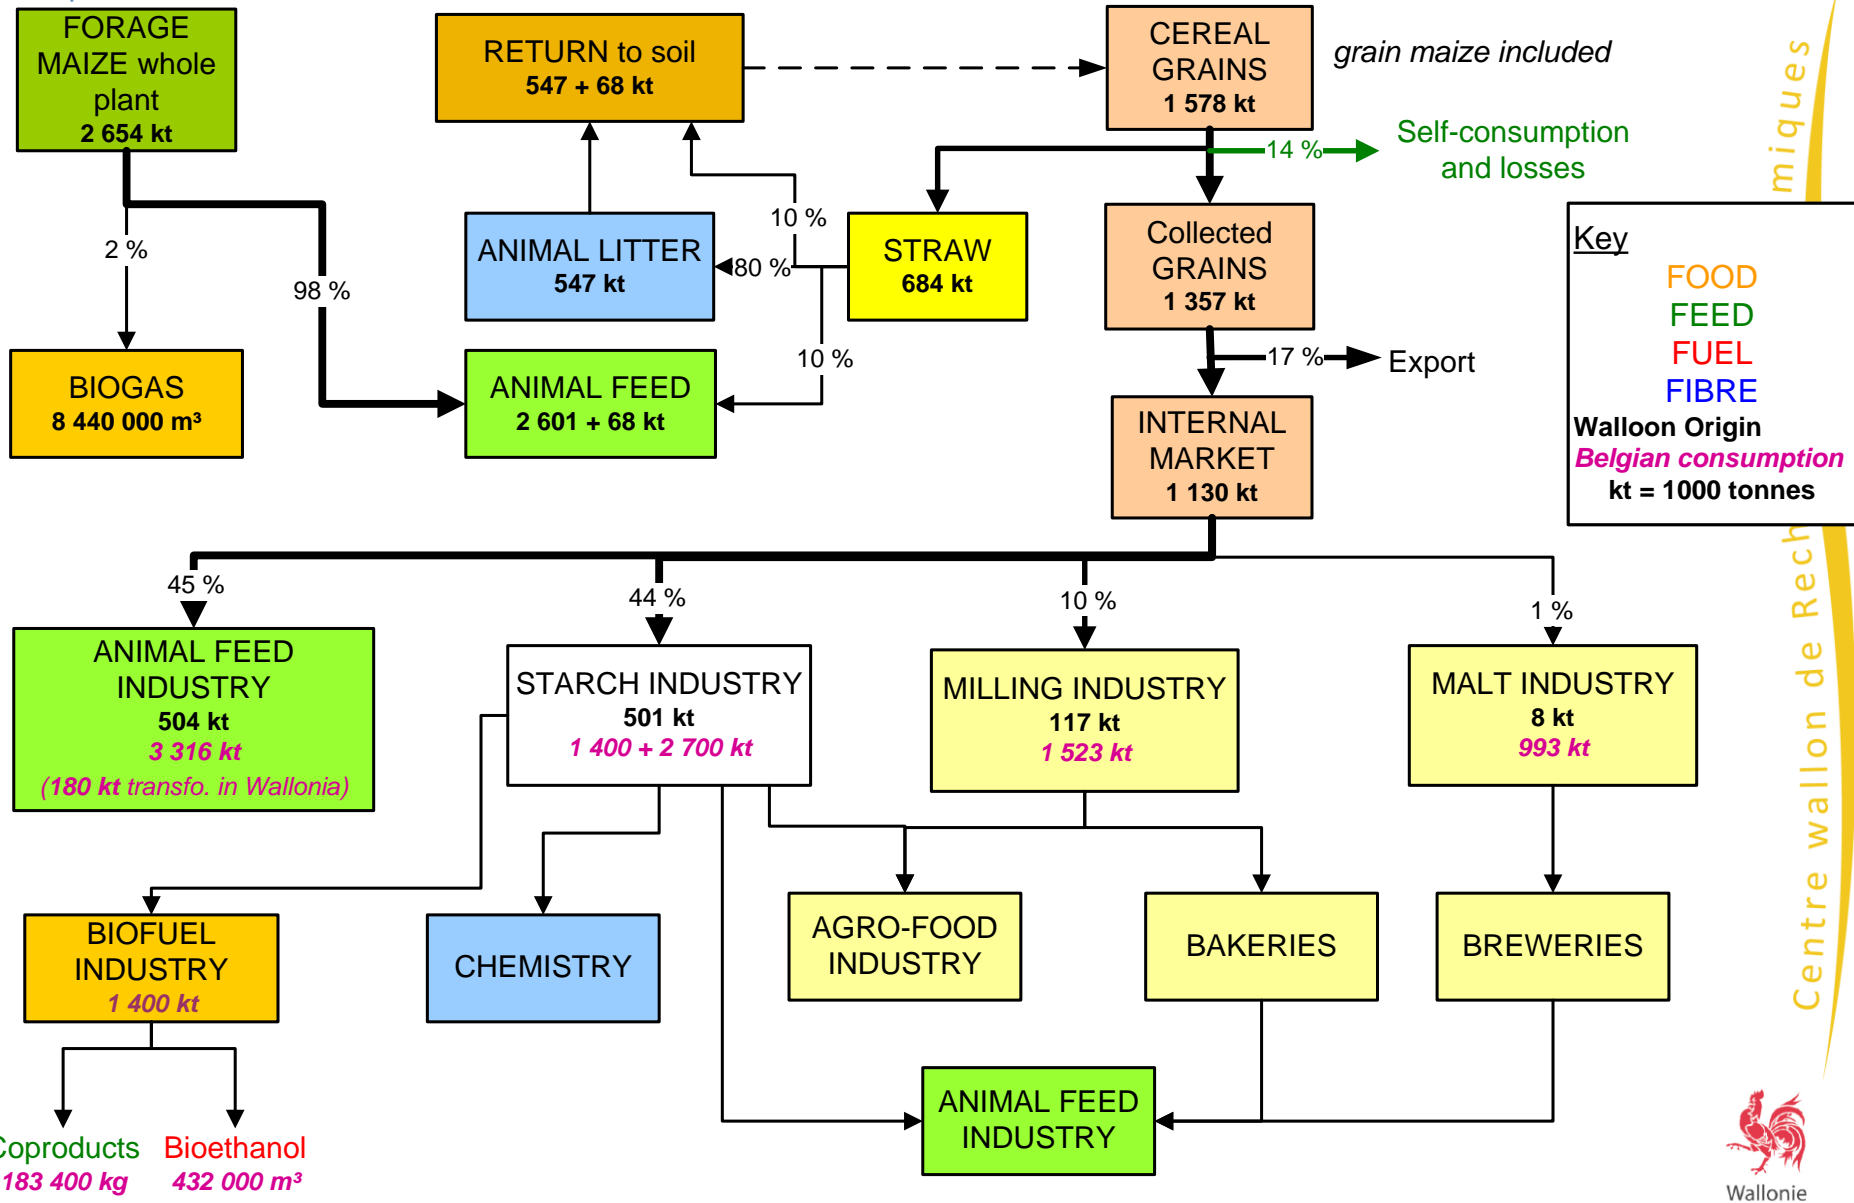 FORAGE
MAIZE whole
plant
2 654 kt
RETURN to soil
547 + 68 kt
CEREAL
GRAINS
1 578 kt
grain maize included
14 %
Self-consumption
and losses
2 %
98 %
ANIMAL LITTER
547 kt
10 %
80 %
10 %
STRAW
684 kt
Collected
GRAINS
1 357 kt
17 %
Export
Key
FOOD
FEED
FUEL
FIBRE
Walloon Origin
Belgian consumption
kt = 1000 tonnes
BIOGAS
8 440 000 m³
ANIMAL FEED
2 601 + 68 kt
INTERNAL
MARKET
1 130 kt
45 %
44 %
10 %
1 %
ANIMAL FEED
INDUSTRY
504 kt
3 316 kt
(180 kt transfo. in Wallonia)
STARCH INDUSTRY
501 kt
1 400 + 2 700 kt
MILLING INDUSTRY
117 kt
1 523 kt
MALT INDUSTRY
8 kt
993 kt
BIOFUEL
INDUSTRY
1 400 kt
CHEMISTRY
AGRO-FOOD
INDUSTRY
BAKERIES
BREWERIES
Coproducts
183 400 kg
Bioethanol
432 000 m³
ANIMAL FEED
INDUSTRY
Centre wallon de Rech
miques
Wallonie